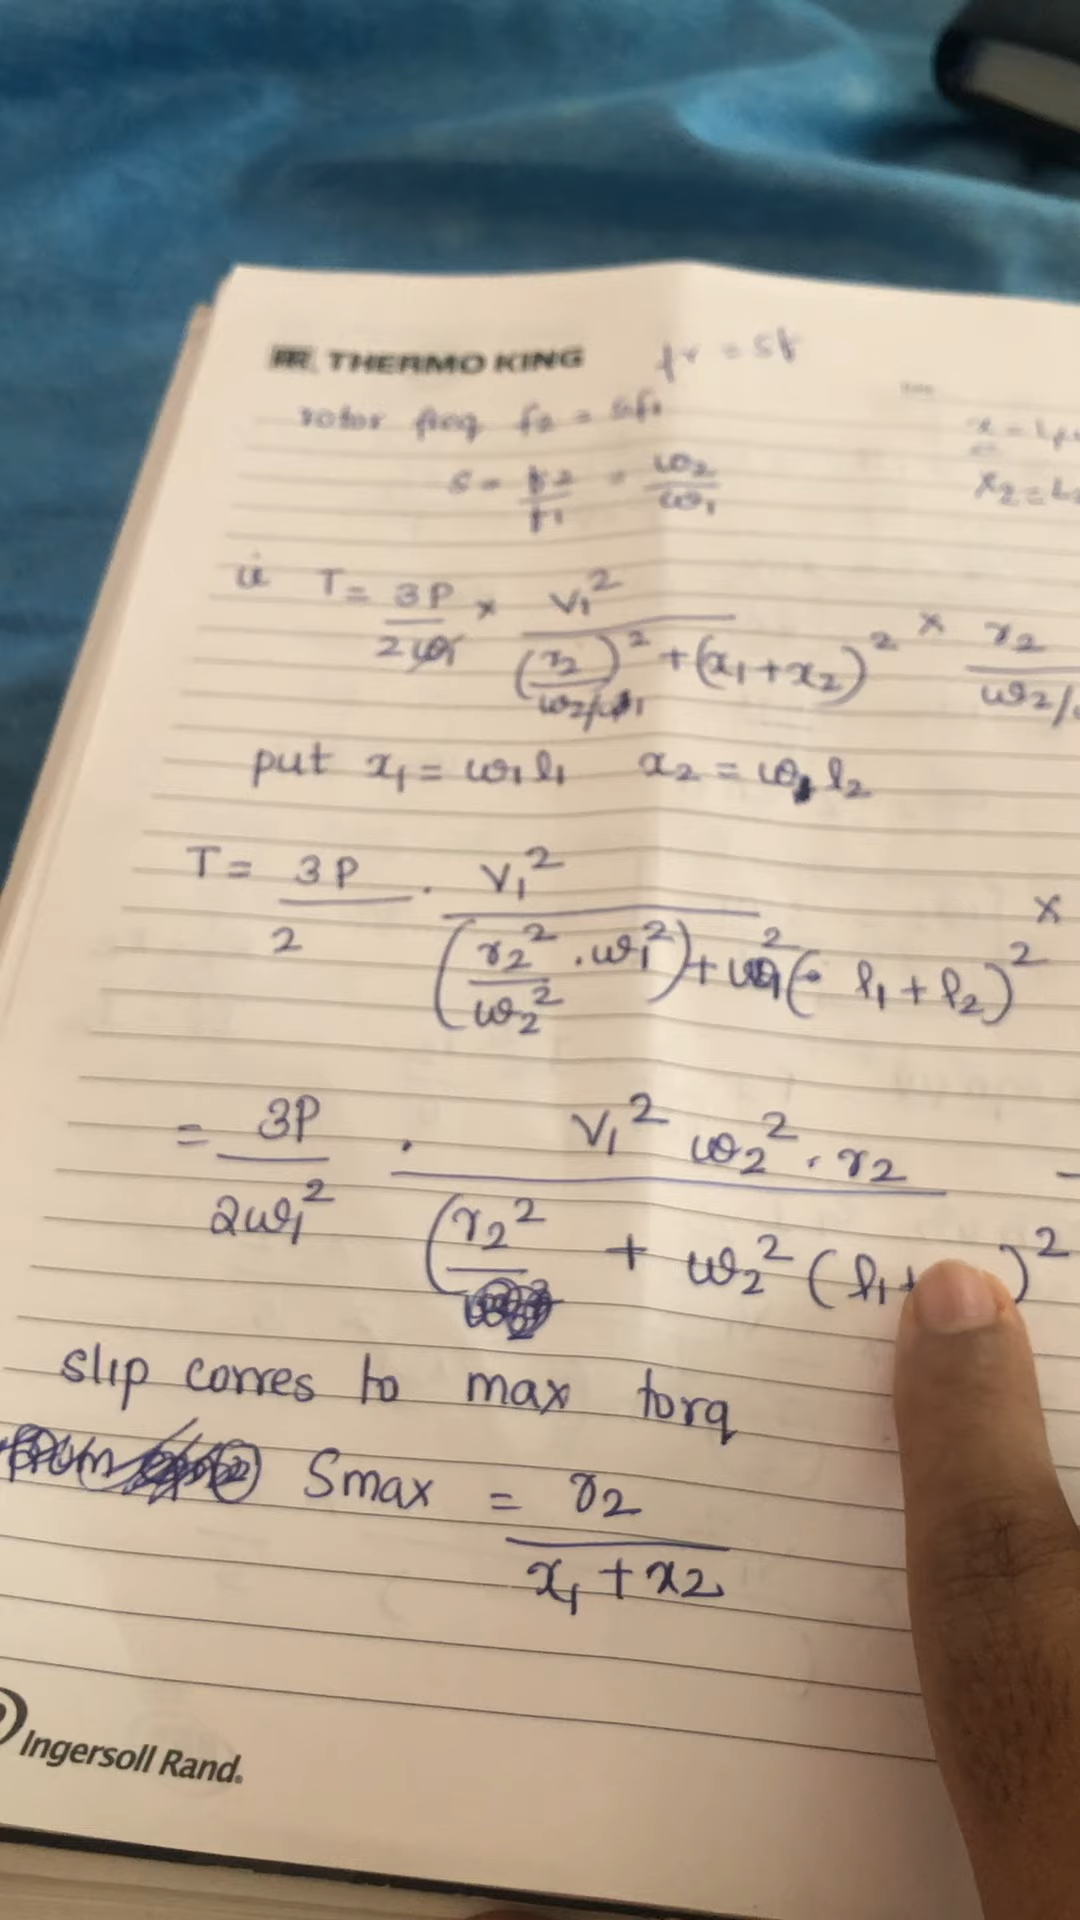 THERMO KING fr = sf
rotor freq f2 = sf1
s = f2/f1 = ω2/ω1
ie T = 3P/2ω1 × V1²/((r2/(ω2/ω1))² + (x1+x2)²) × r2/(ω2/
put x1 = ω1l1 x2 = ω1l2
x2 = L
T = 3P/2 · V1²/((r2²/ω2² · ω1²) + ω1²(l1+l2)²) ×
= 3P/2ω1² · V1² ω2² · r2/(r2² + ω2²(l1+ )²
slip corres to max torq
Smax = r2/(x1+x2)
Ingersoll Rand.